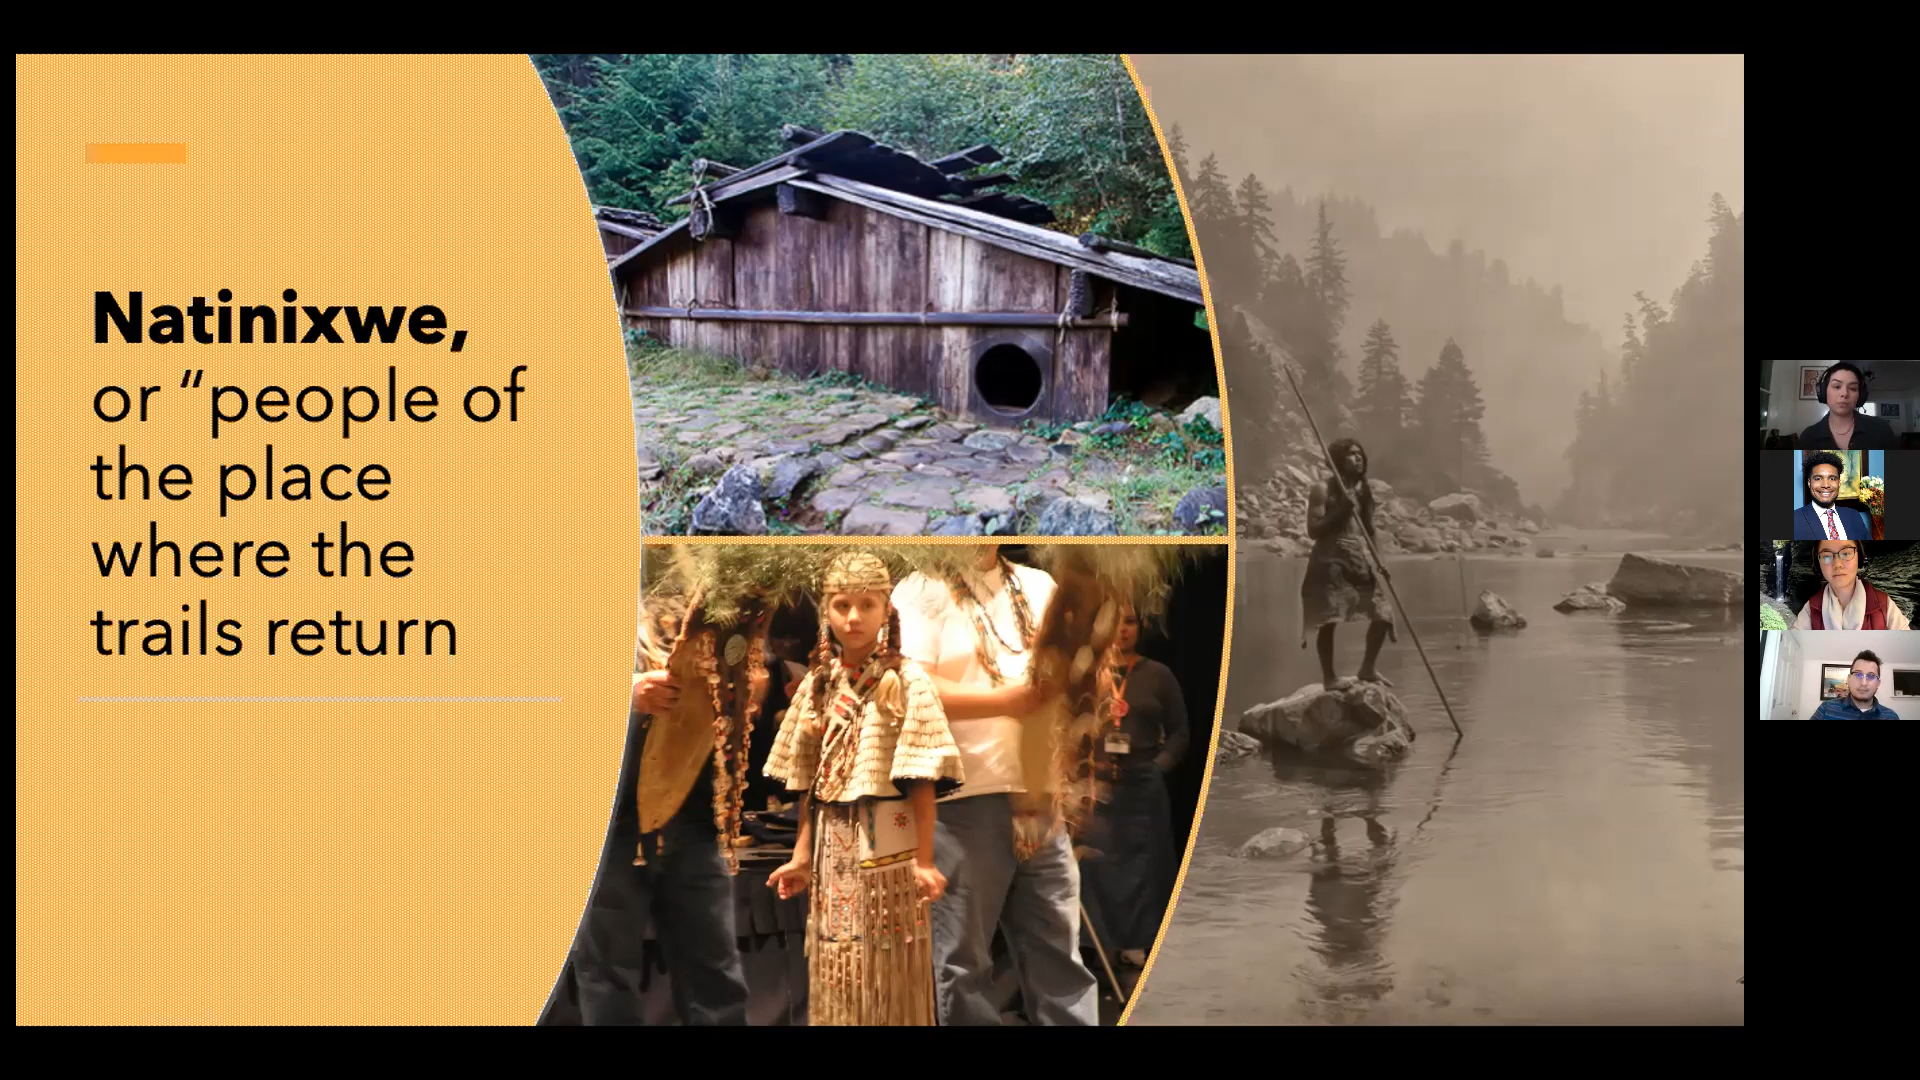 Natinixwe,
or “people of
the place
where the
trails return